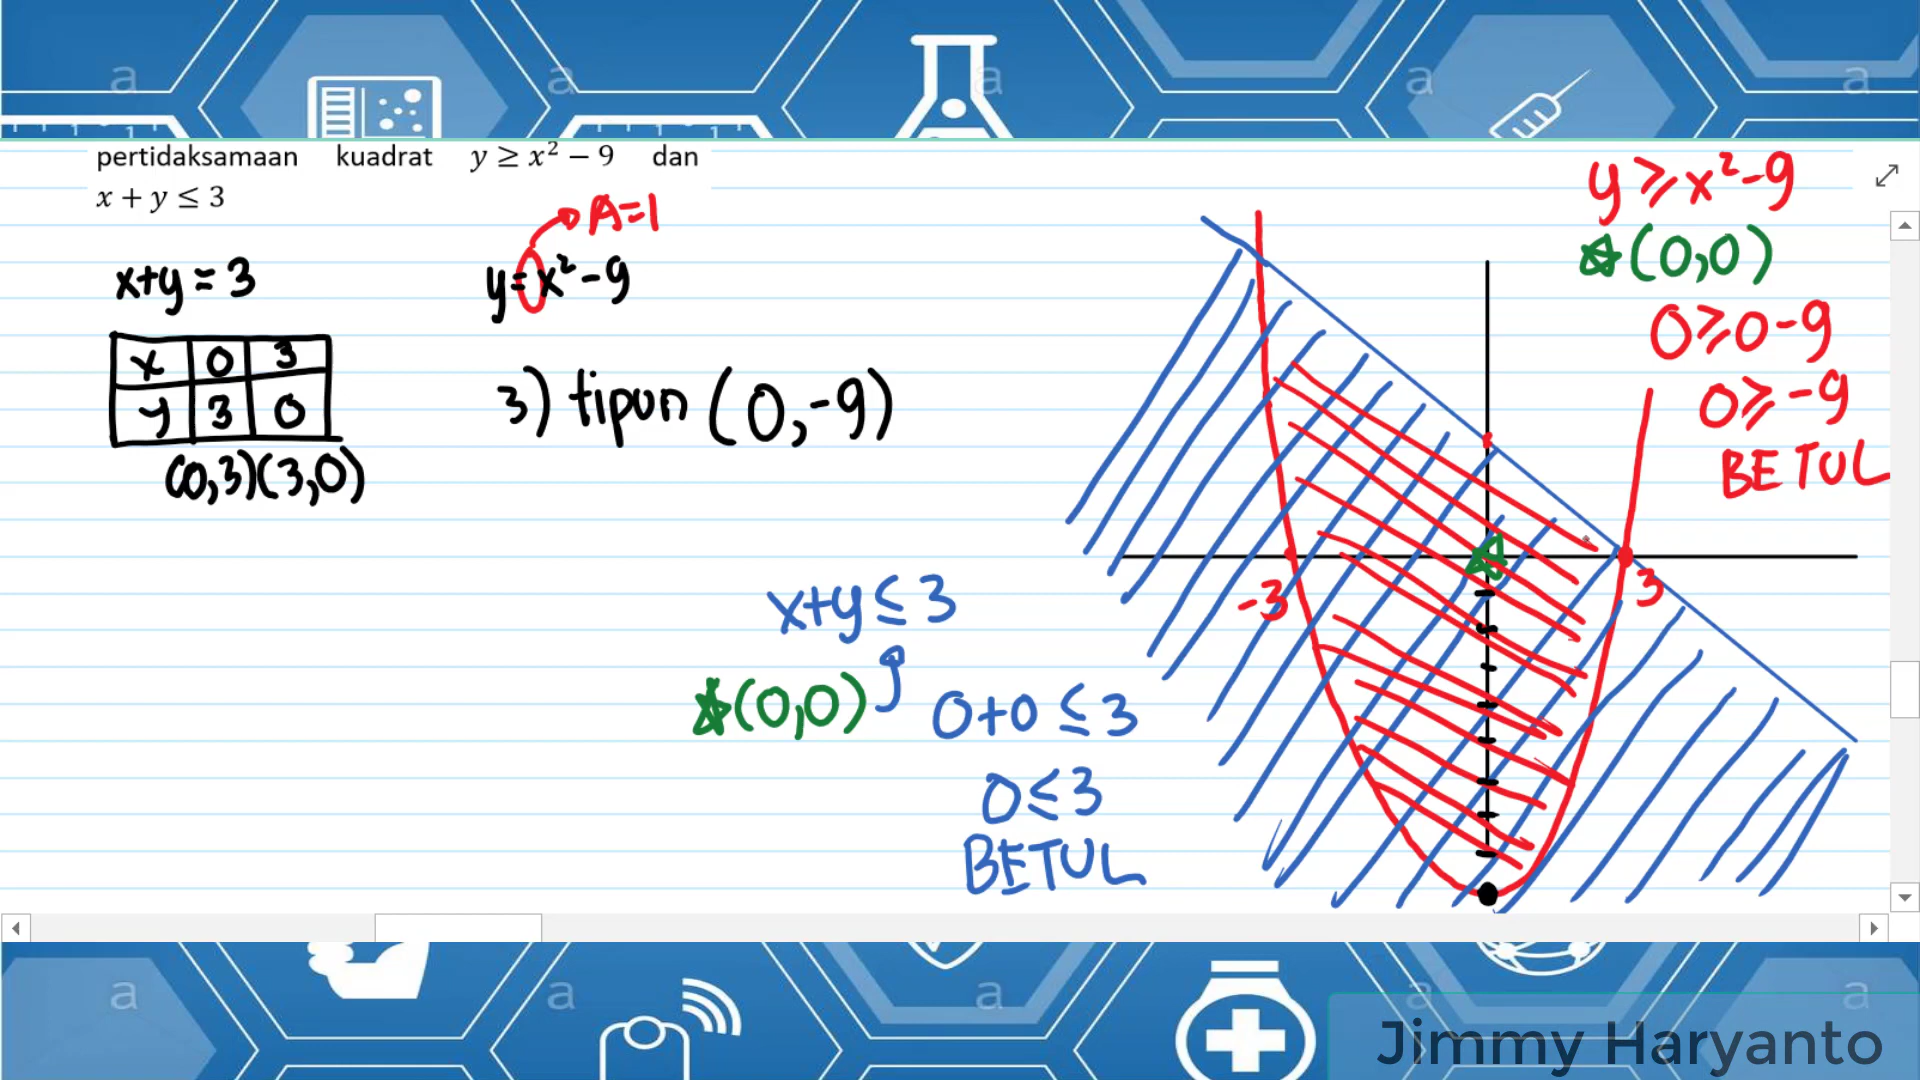 pertidaksamaan kuadrat y ≥ x² − 9 dan
x + y ≤ 3
A=1
x+y = 3
y = x² - 9
x 0 3
y 3 0
(0,3)(3,0)
3) tipun (0,-9)
x+y ≤ 3
(0,0)
0+0 ≤ 3
0 ≤ 3
BETUL
y ≥ x² - 9
(0,0)
0 ≥ 0 - 9
0 ≥ -9
BETUL
-3
3
a a a a a
a a a a a
Jimmy Haryanto